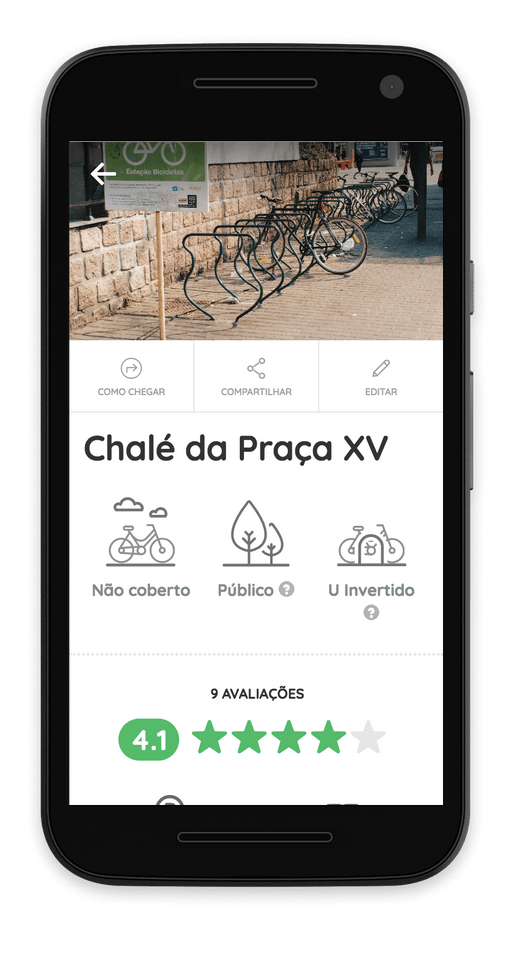 Estação Bicicletas
COMO CHEGAR
COMPARTILHAR
EDITAR
Chalé da Praça XV
Não coberto
Público ?
U Invertido
?
9 AVALIAÇÕES
4.1